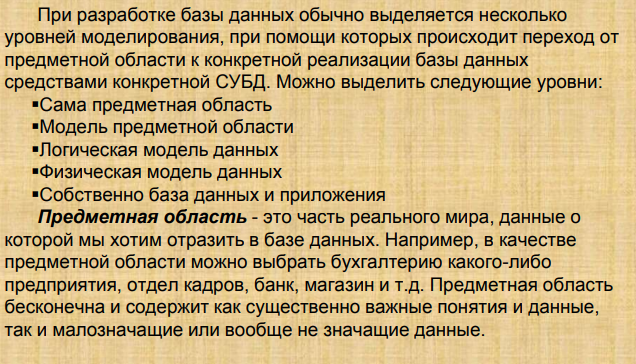 При разработке базы данных обычно выделяется несколько
уровней моделирования, при помощи которых происходит переход от
предметной области к конкретной реализации базы данных
средствами конкретной СУБД. Можно выделить следующие уровни:
▪Сама предметная область
▪Модель предметной области
▪Логическая модель данных
▪Физическая модель данных
▪Собственно база данных и приложения
Предметная область - это часть реального мира, данные о
которой мы хотим отразить в базе данных. Например, в качестве
предметной области можно выбрать бухгалтерию какого-либо
предприятия, отдел кадров, банк, магазин и т.д. Предметная область
бесконечна и содержит как существенно важные понятия и данные,
так и малозначащие или вообще не значащие данные.